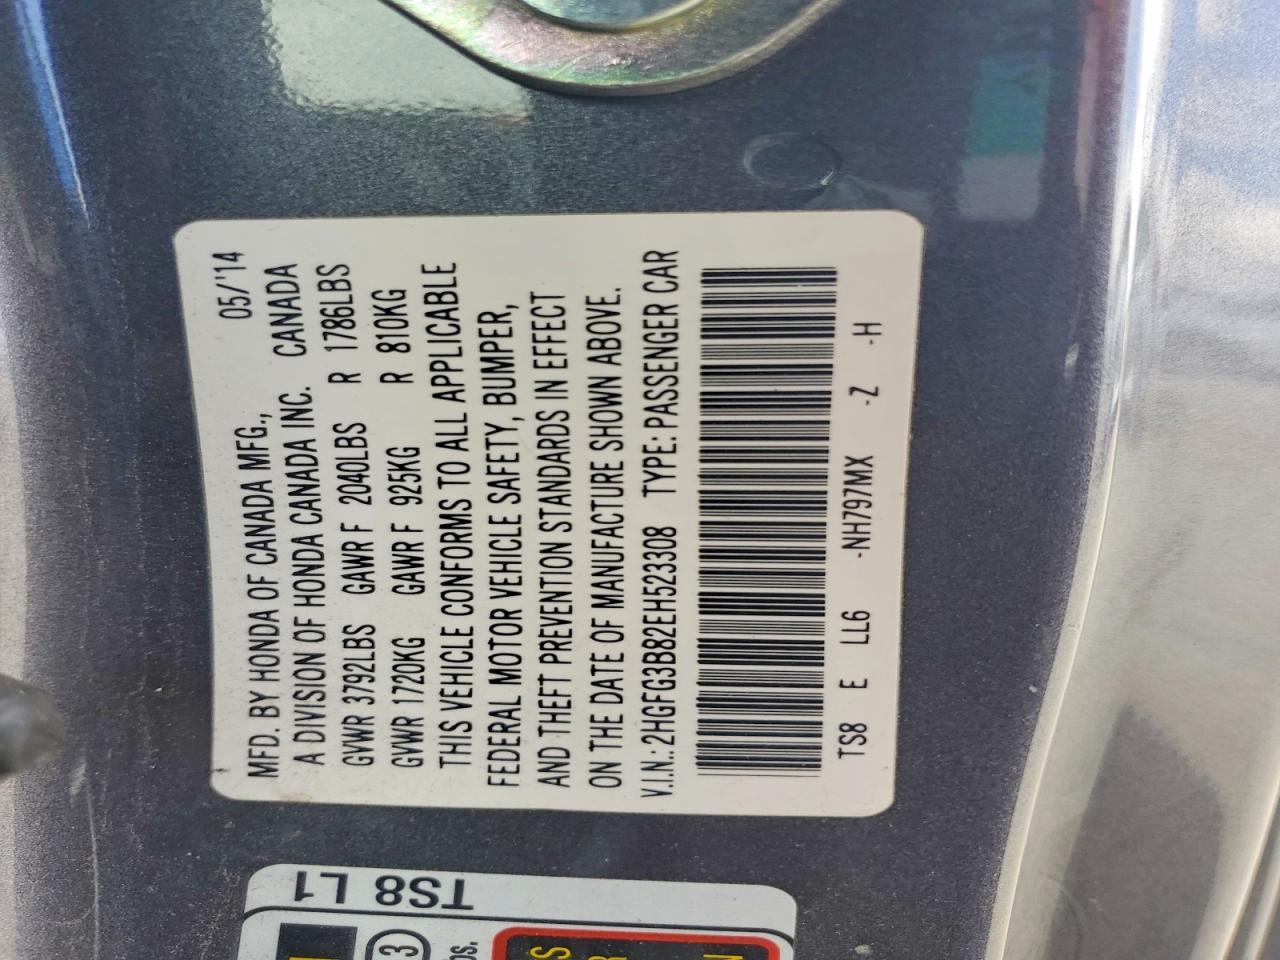 05/'14
MFD. BY HONDA OF CANADA MFG.,
A DIVISION OF HONDA CANADA INC. CANADA
GVWR 3792LBS GAWR F 2040LBS R 1786LBS
GVWR 1720KG GAWR F 925KG R 810KG
THIS VEHICLE CONFORMS TO ALL APPLICABLE
FEDERAL MOTOR VEHICLE SAFETY, BUMPER,
AND THEFT PREVENTION STANDARDS IN EFFECT
ON THE DATE OF MANUFACTURE SHOWN ABOVE.
V.I.N.: 2HGFG3B82EH523308 TYPE: PASSENGER CAR
TS8 E LL6 -NH797MX -Z -H
TS8 L1
3